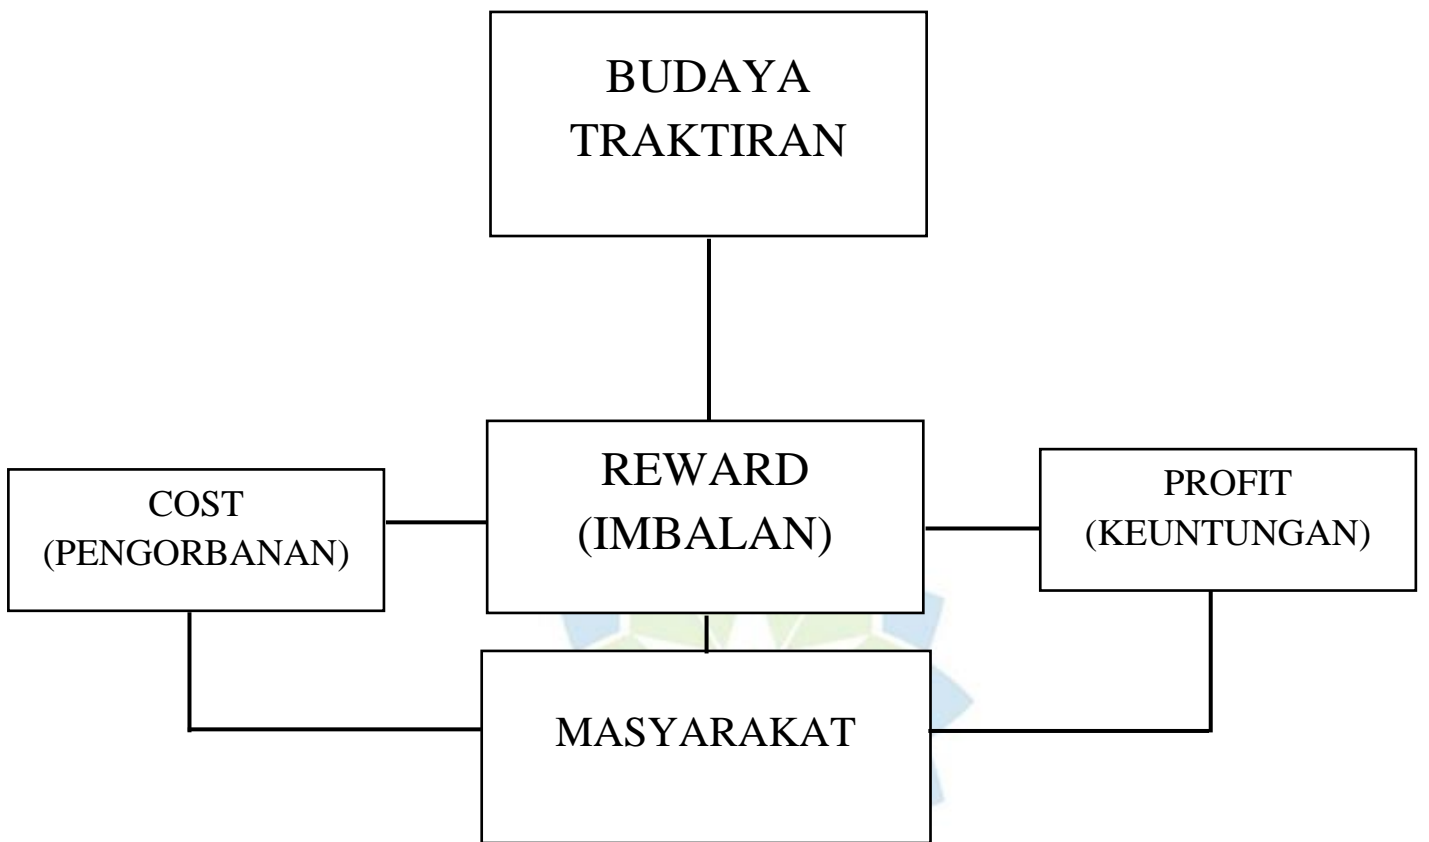 BUDAYA
TRAKTIRAN
REWARD
(IMBALAN)
COST
(PENGORBANAN)
PROFIT
(KEUNTUNGAN)
MASYARAKAT